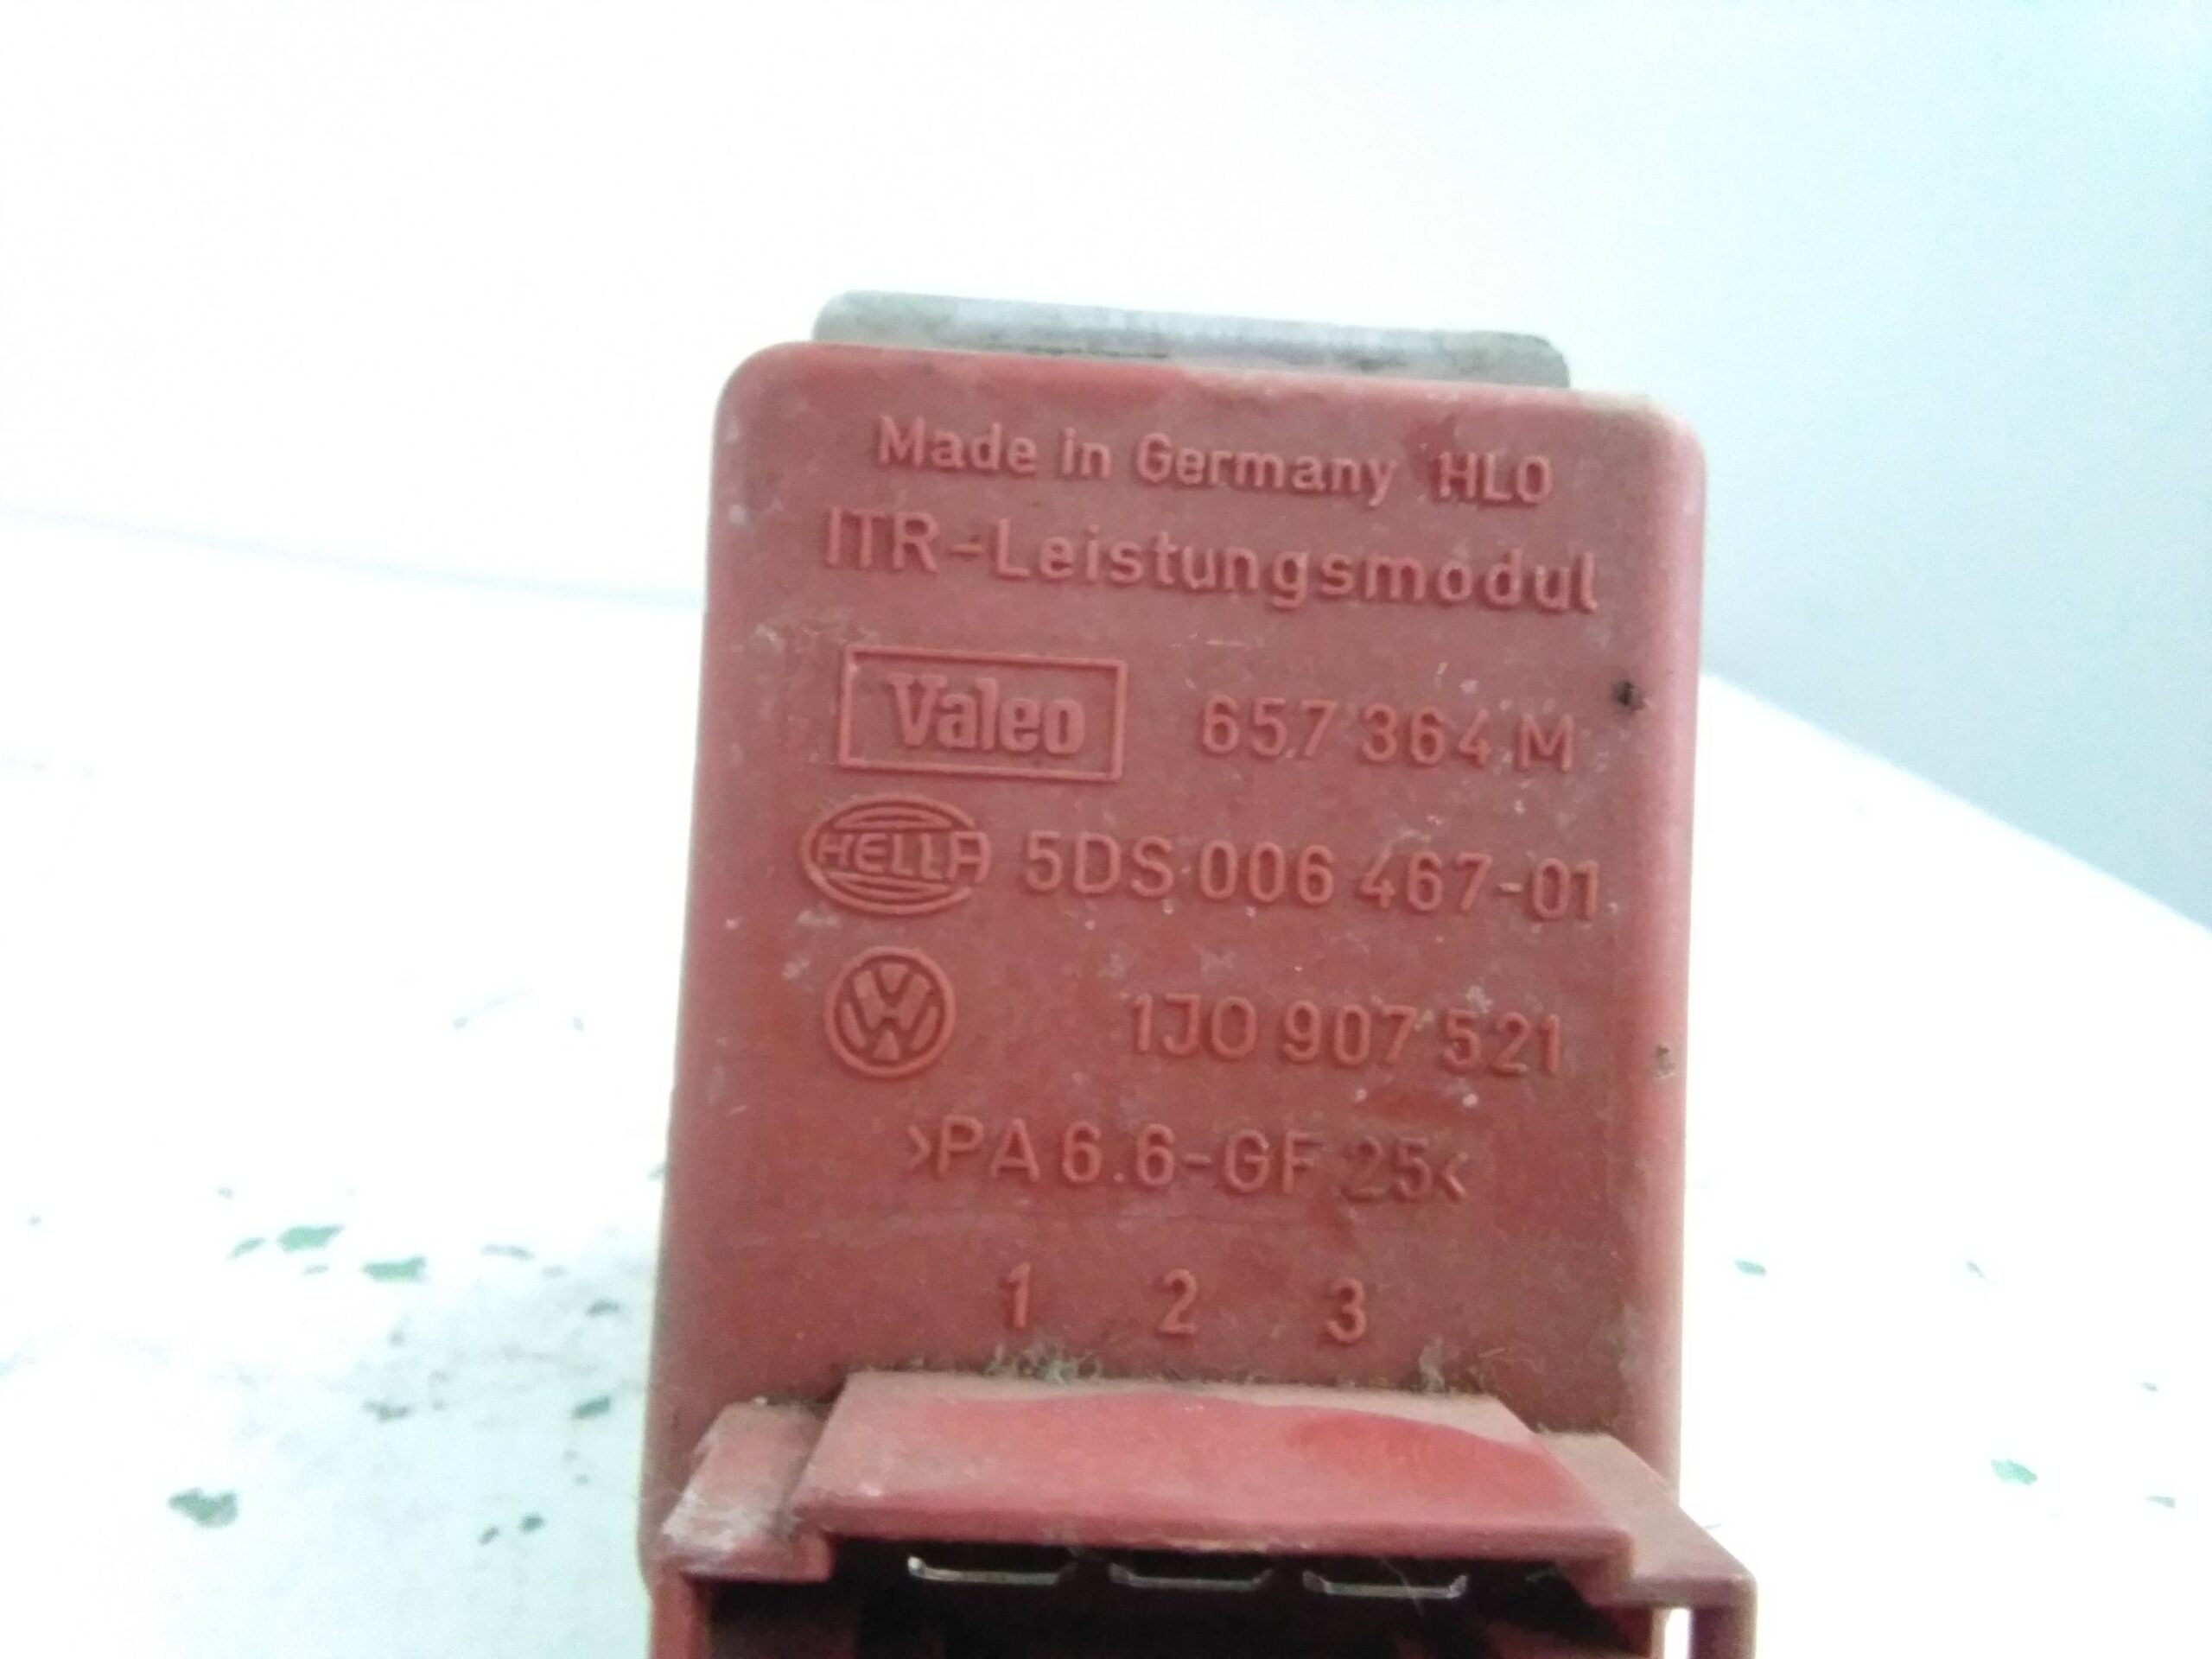 Made in Germany HLO
ITR-Leistungsmodul
Valeo 657 364 M
HELLA 5DS 006 467-01
VW 1J0 907 521
>PA 6.6-GF 25<
1 2 3